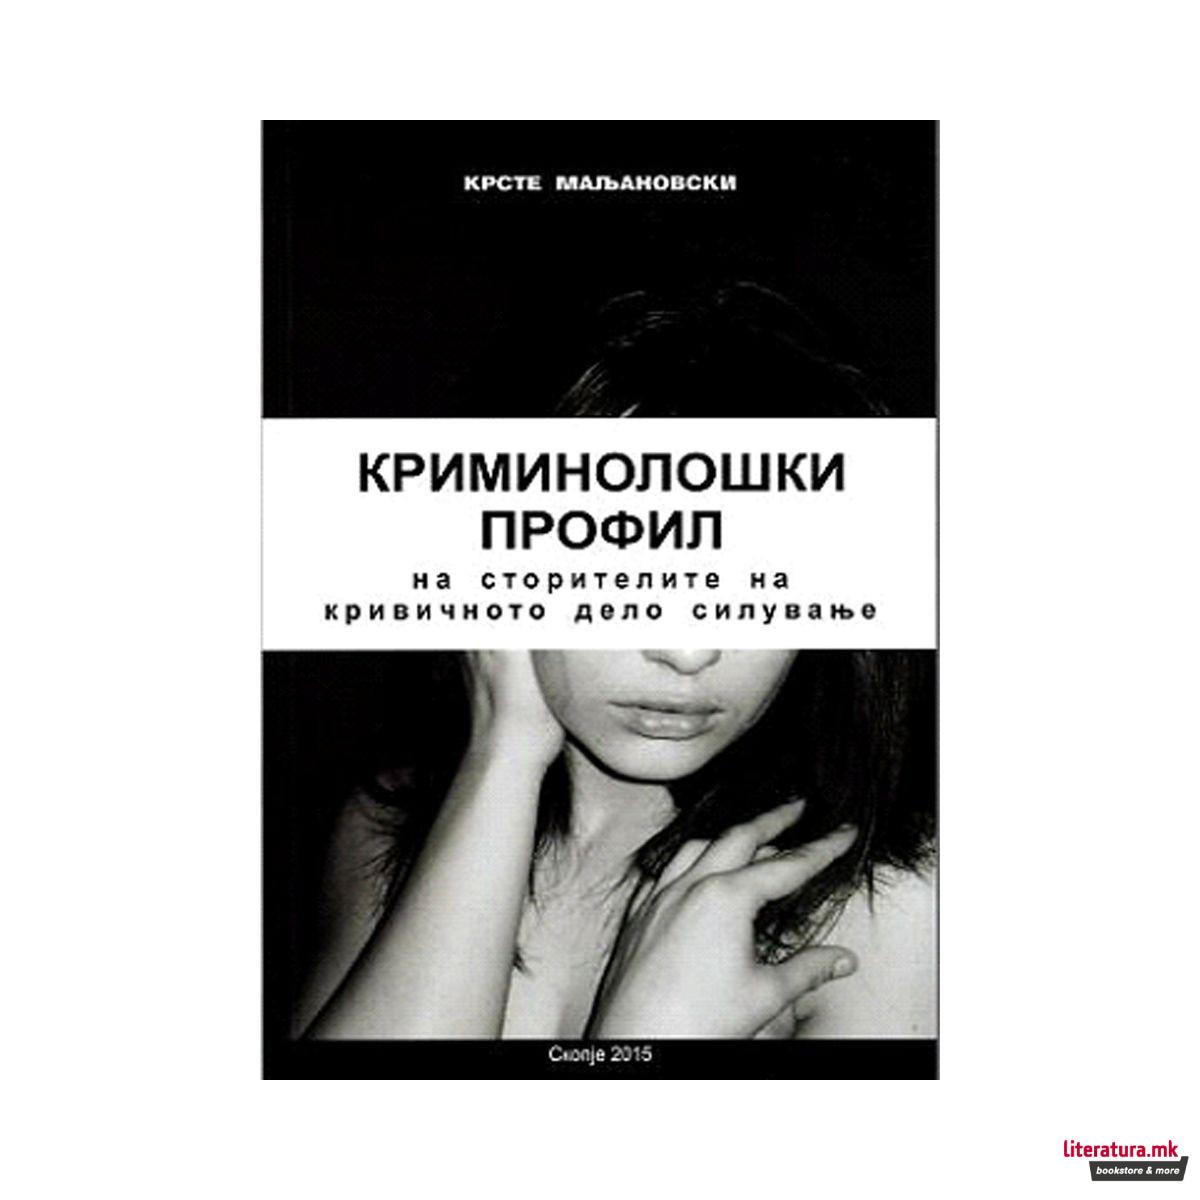 КРСТЕ МАЉАНОВСКИ
КРИМИНОЛОШКИ
ПРОФИЛ
на сторителите на
кривичното дело силување
Скопје 2015
literatura.mk
bookstore & more